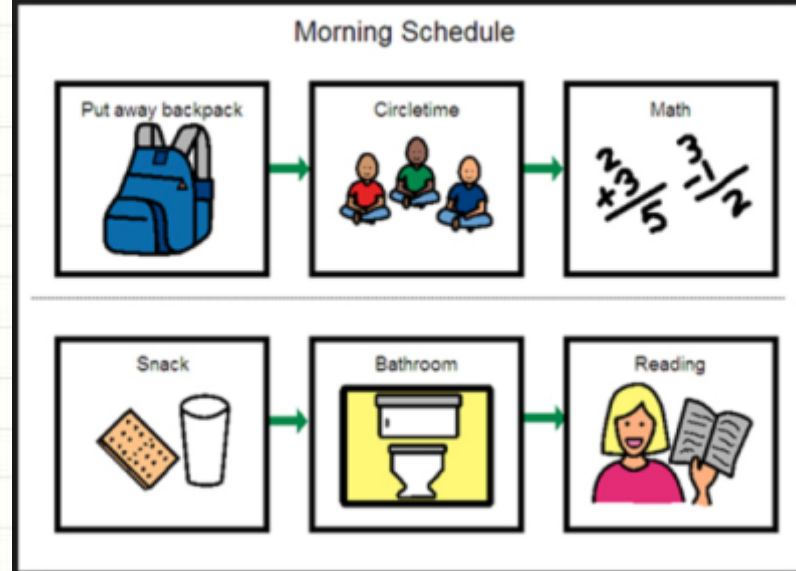 Morning Schedule
Put away backpack
Circletime
Math
2
+3
5
3
-1
2
Snack
Bathroom
Reading